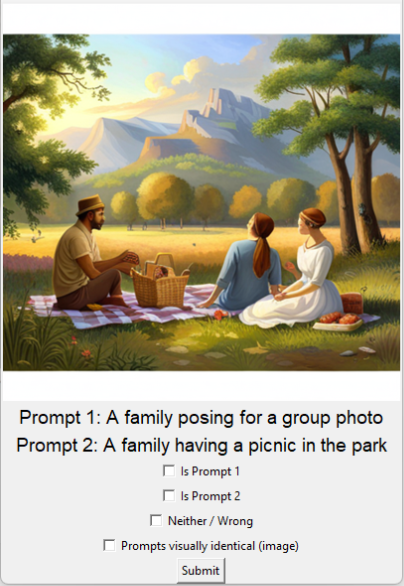 Prompt 1: A family posing for a group photo
Prompt 2: A family having a picnic in the park
Is Prompt 1
Is Prompt 2
Neither / Wrong
Prompts visually identical (image)
Submit